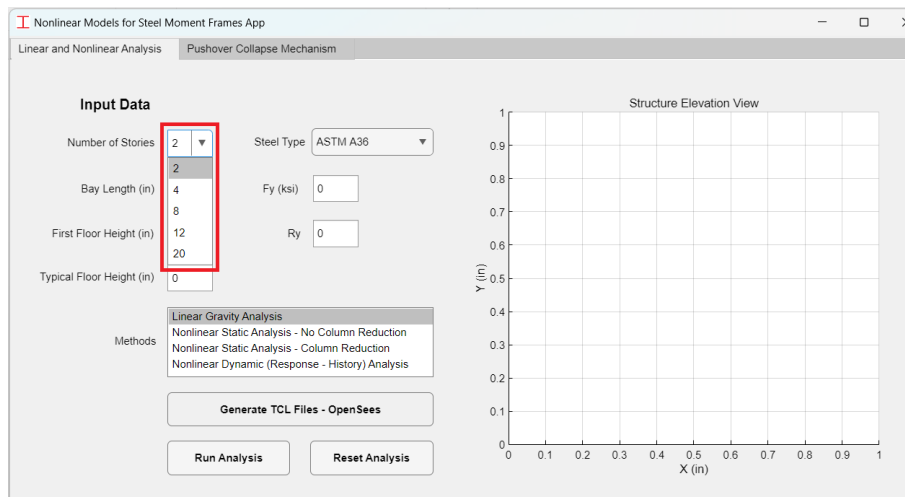 Nonlinear Models for Steel Moment Frames App
Linear and Nonlinear Analysis
Pushover Collapse Mechanism
Input Data
Number of Stories
2
2
4
8
12
20
Steel Type
ASTM A36
Bay Length (in)
Fy (ksi)
0
First Floor Height (in)
Ry
0
Typical Floor Height (in)
0
Methods
Linear Gravity Analysis
Nonlinear Static Analysis - No Column Reduction
Nonlinear Static Analysis - Column Reduction
Nonlinear Dynamic (Response - History) Analysis
Generate TCL Files - OpenSees
Run Analysis
Reset Analysis
Structure Elevation View
Y (in)
1
0.9
0.8
0.7
0.6
0.5
0.4
0.3
0.2
0.1
0
0 0.1 0.2 0.3 0.4 0.5 0.6 0.7 0.8 0.9 1
X (in)